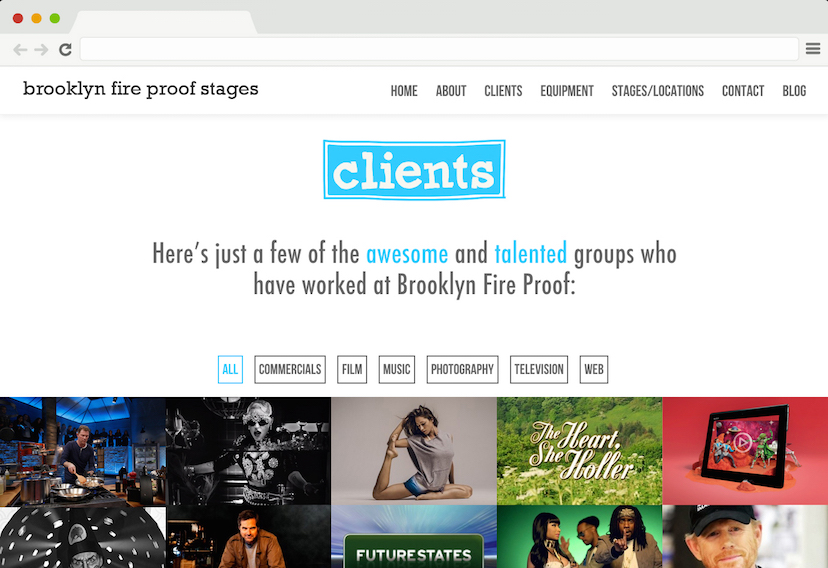 brooklyn fire proof stages
HOME ABOUT CLIENTS EQUIPMENT STAGES/LOCATIONS CONTACT BLOG
clients
Here's just a few of the awesome and talented groups who
have worked at Brooklyn Fire Proof:
ALL COMMERCIALS FILM MUSIC PHOTOGRAPHY TELEVISION WEB
The Heart,
She Holler
FUTURESTATES